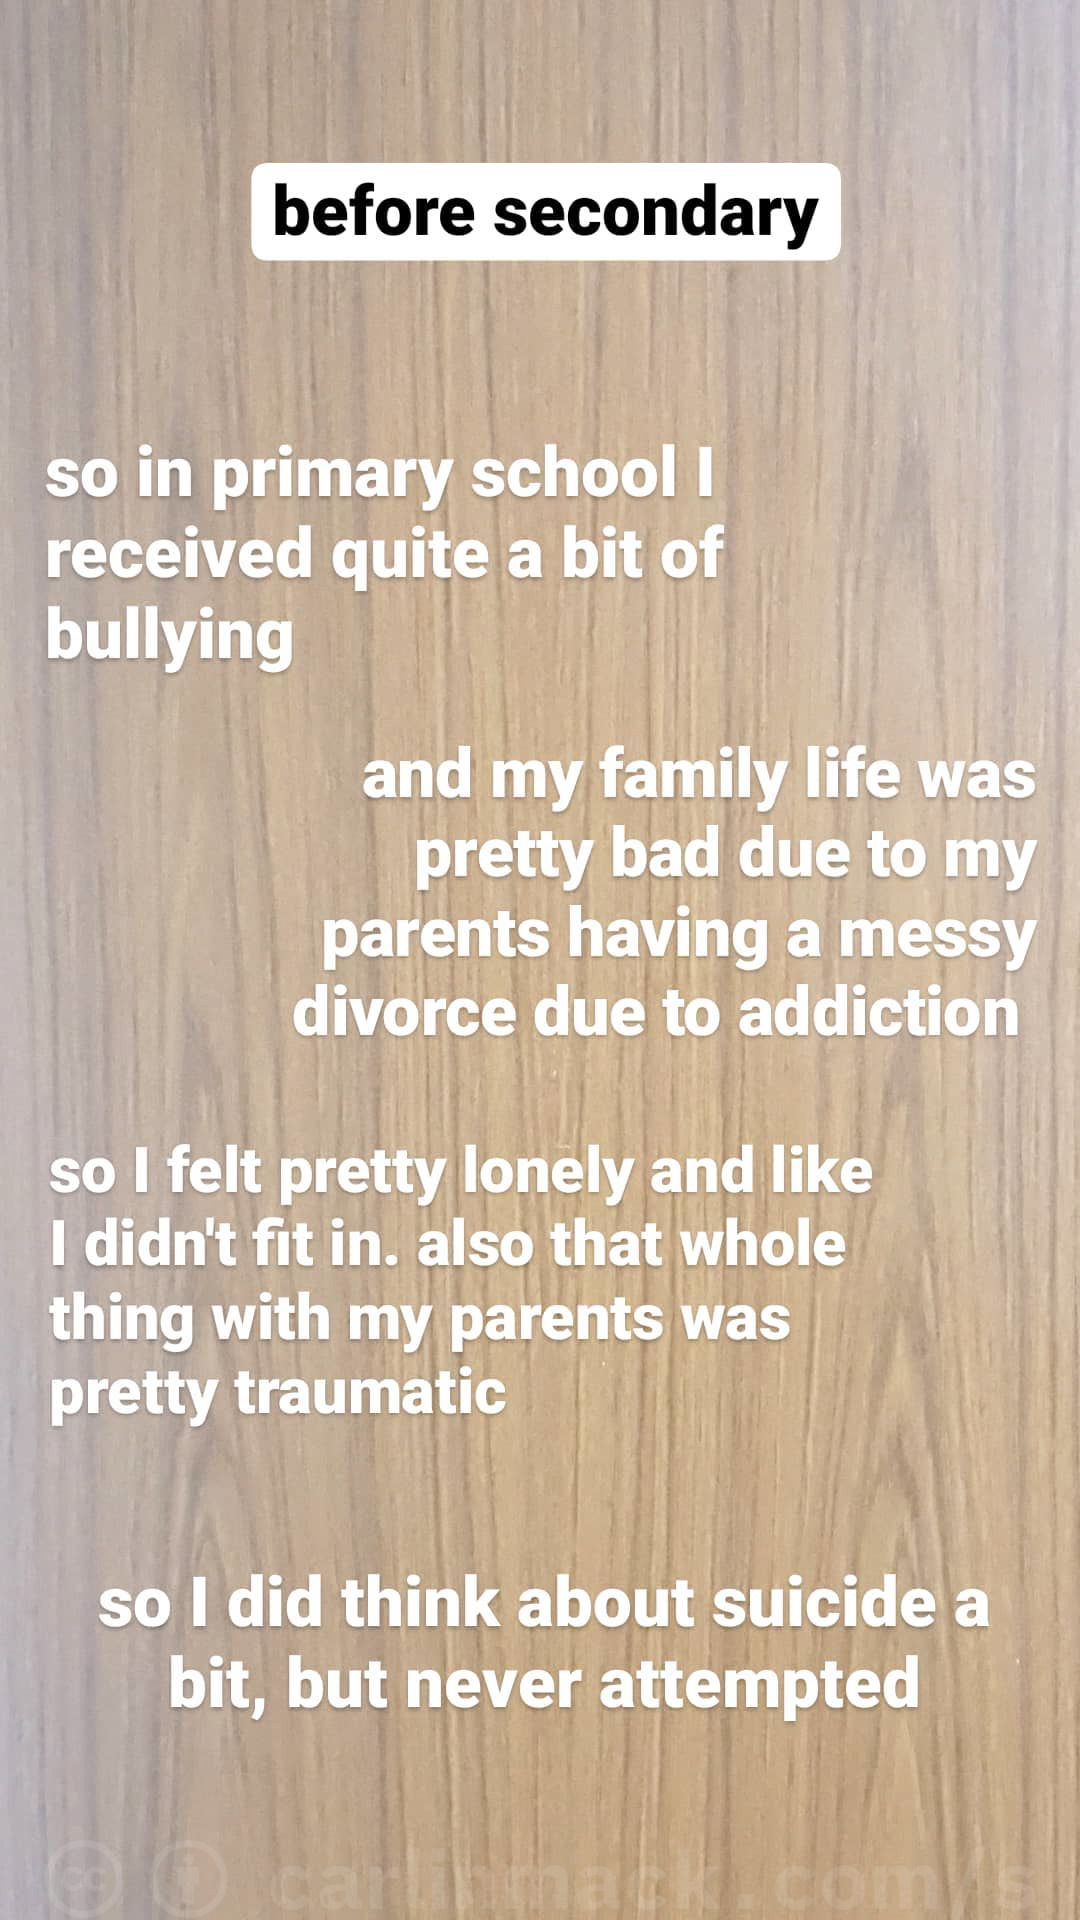 before secondary
so in primary school I
received quite a bit of
bullying
and my family life was
pretty bad due to my
parents having a messy
divorce due to addiction
so I felt pretty lonely and like
I didn't fit in. also that whole
thing with my parents was
pretty traumatic
so I did think about suicide a
bit, but never attempted
carlinmack.com/s